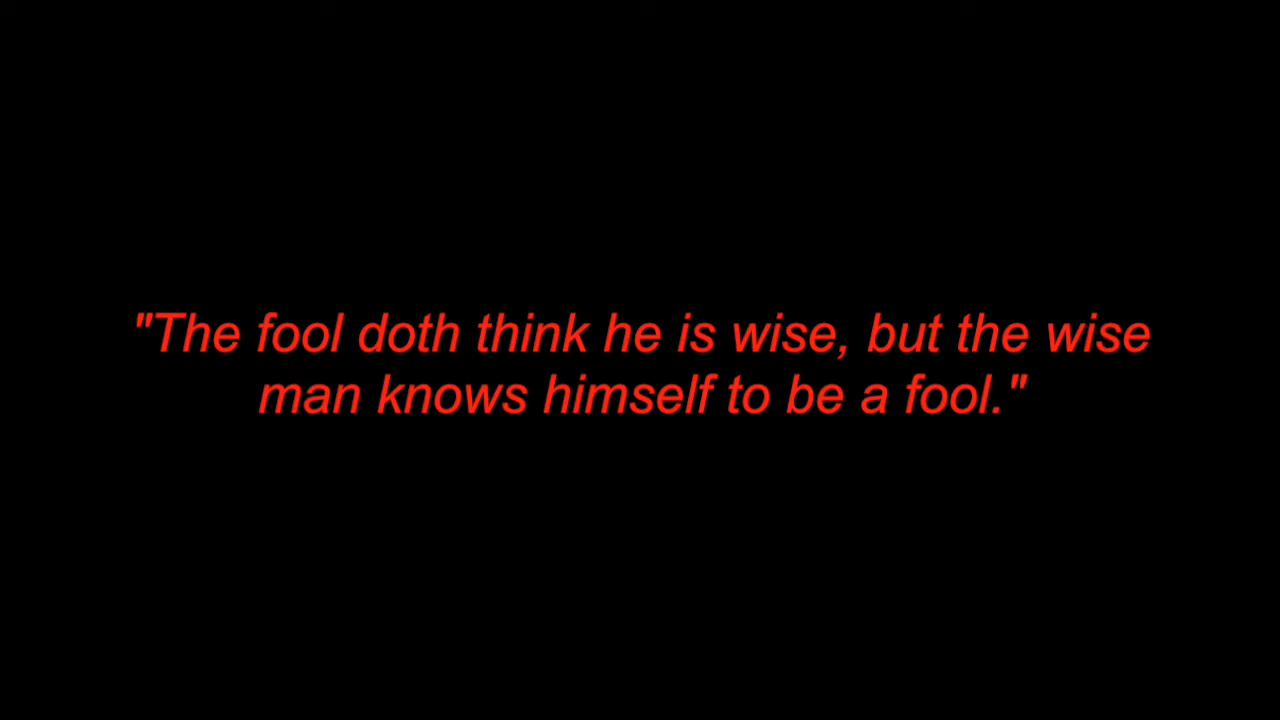 "The fool doth think he is wise, but the wise
man knows himself to be a fool."